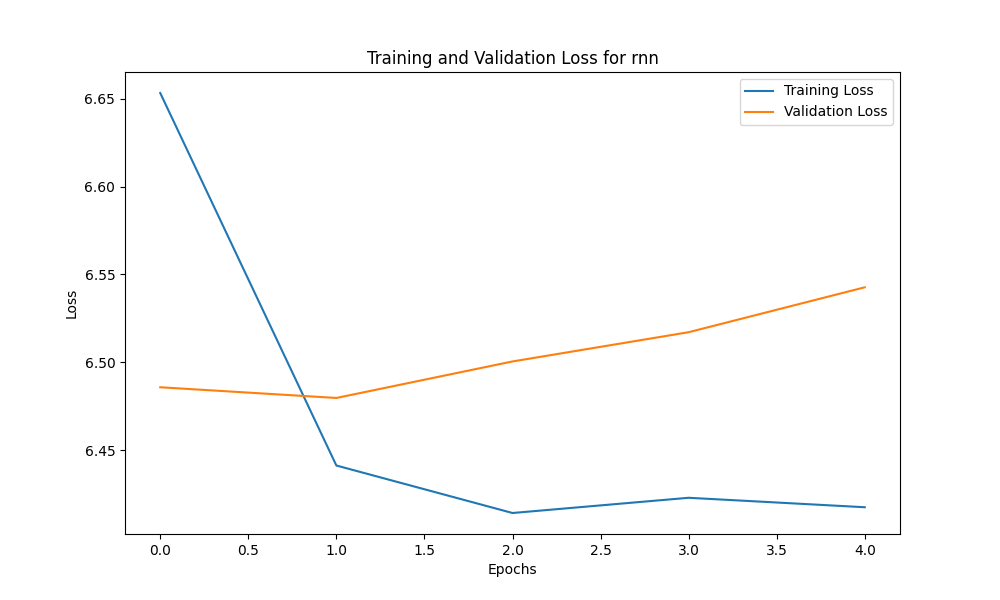 Training and Validation Loss for rnn
Training Loss
Validation Loss
Loss
6.65
6.60
6.55
6.50
6.45
0.0 0.5 1.0 1.5 2.0 2.5 3.0 3.5 4.0
Epochs